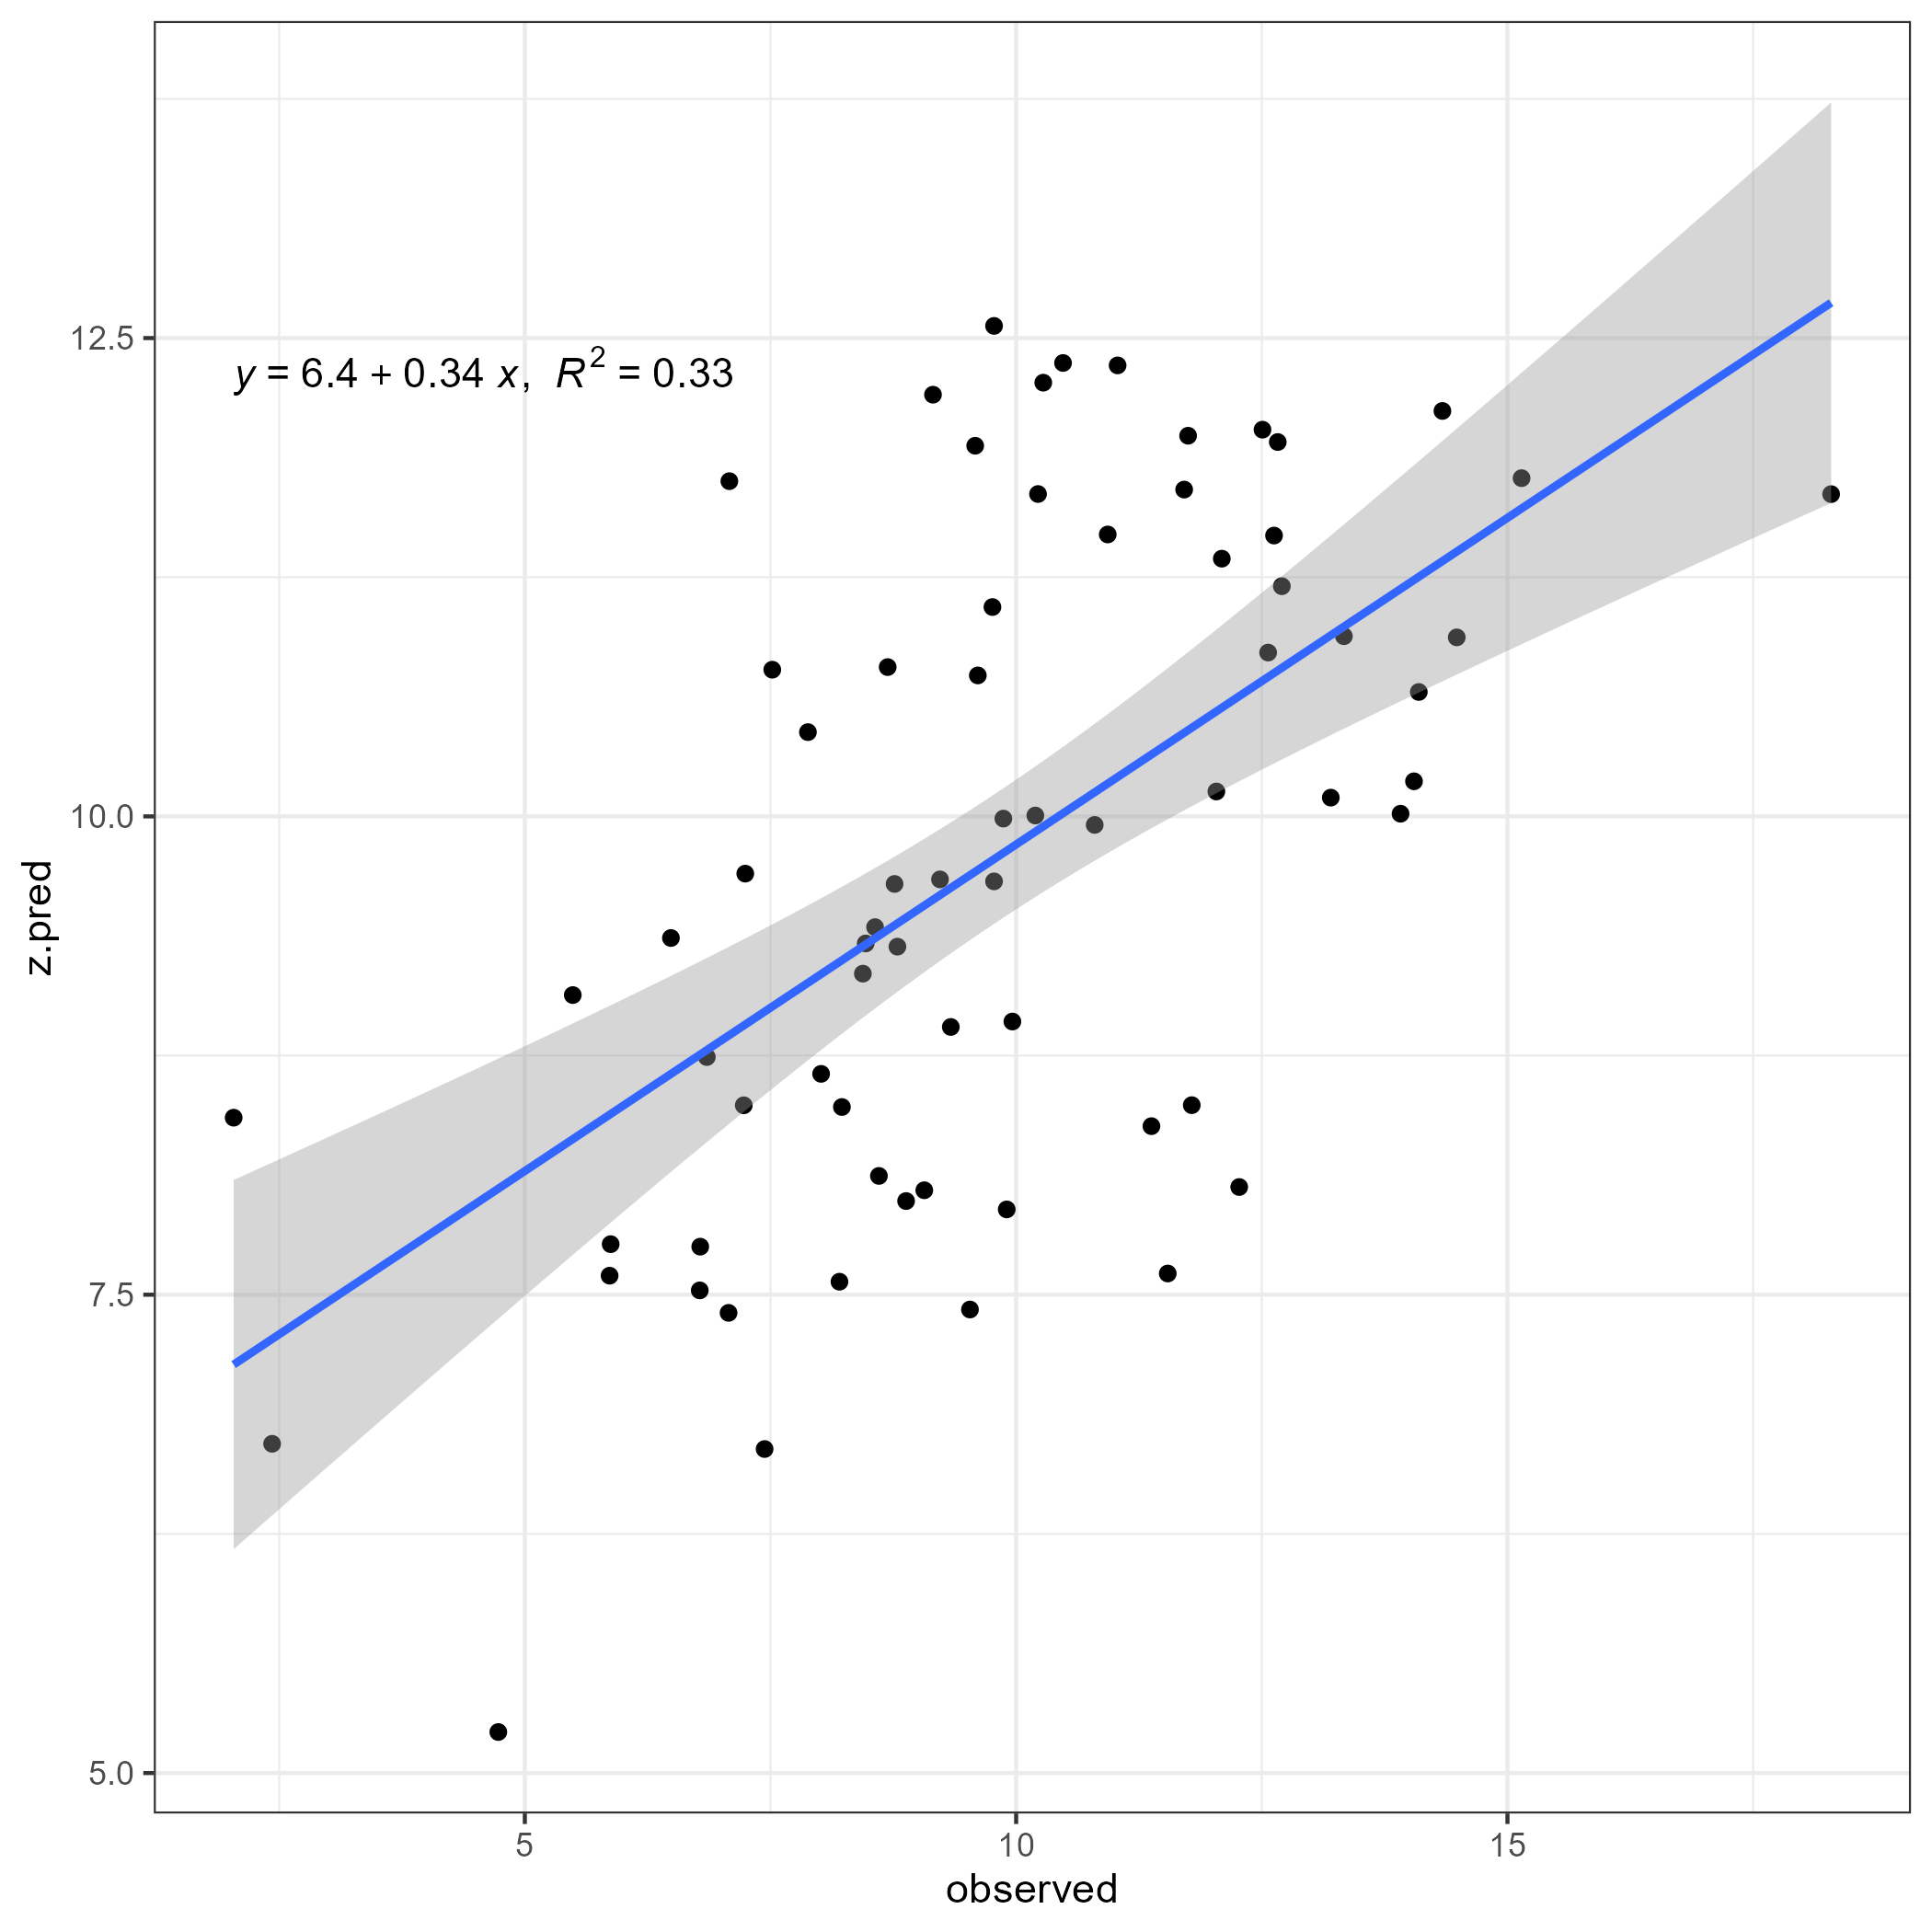 y = 6.4 + 0.34 x, R² = 0.33
12.5
10.0
7.5
5.0
z.pred
5 10 15
observed